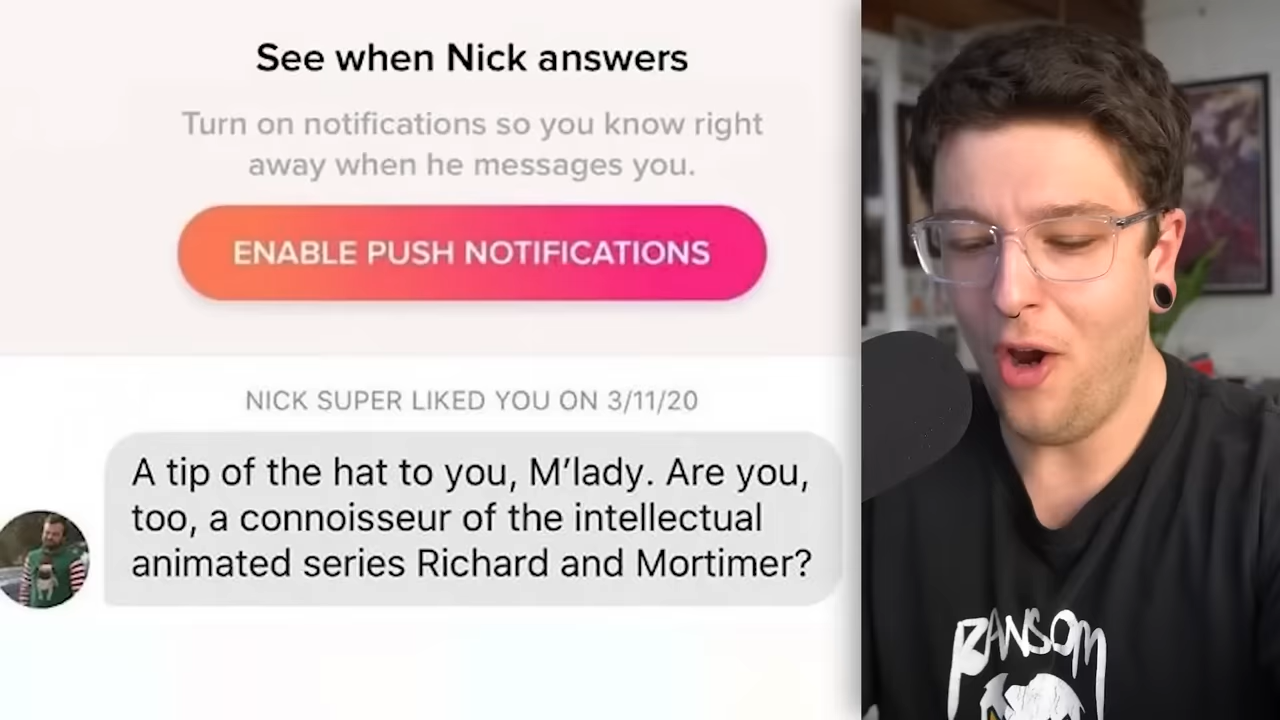 See when Nick answers
Turn on notifications so you know right
away when he messages you.
ENABLE PUSH NOTIFICATIONS
NICK SUPER LIKED YOU ON 3/11/20
A tip of the hat to you, M’lady. Are you,
too, a connoisseur of the intellectual
animated series Richard and Mortimer?
RANSOM